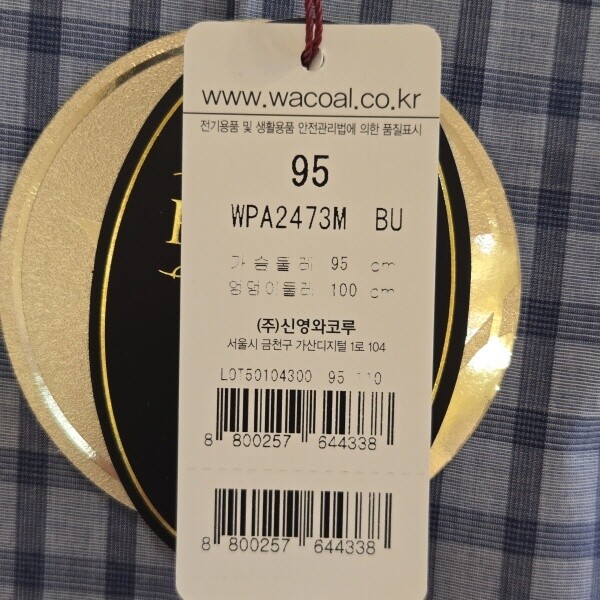 www.wacoal.co.kr
전기용품 및 생활용품 안전관리법에 의한 품질표시
95
WPA2473M BU
가슴둘레 95 cm
엉덩이둘레 100 cm
(주)신영와코루
서울시 금천구 가산디지털 1로 104
LOT50104300 95
8 800257 644338
8 800257 644338